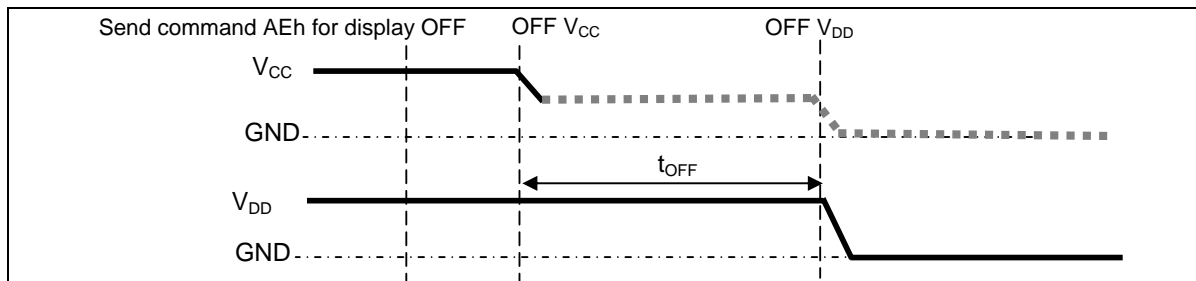 Send command AEh for display OFF OFF VCC OFF VDD
VCC
GND
tOFF
VDD
GND